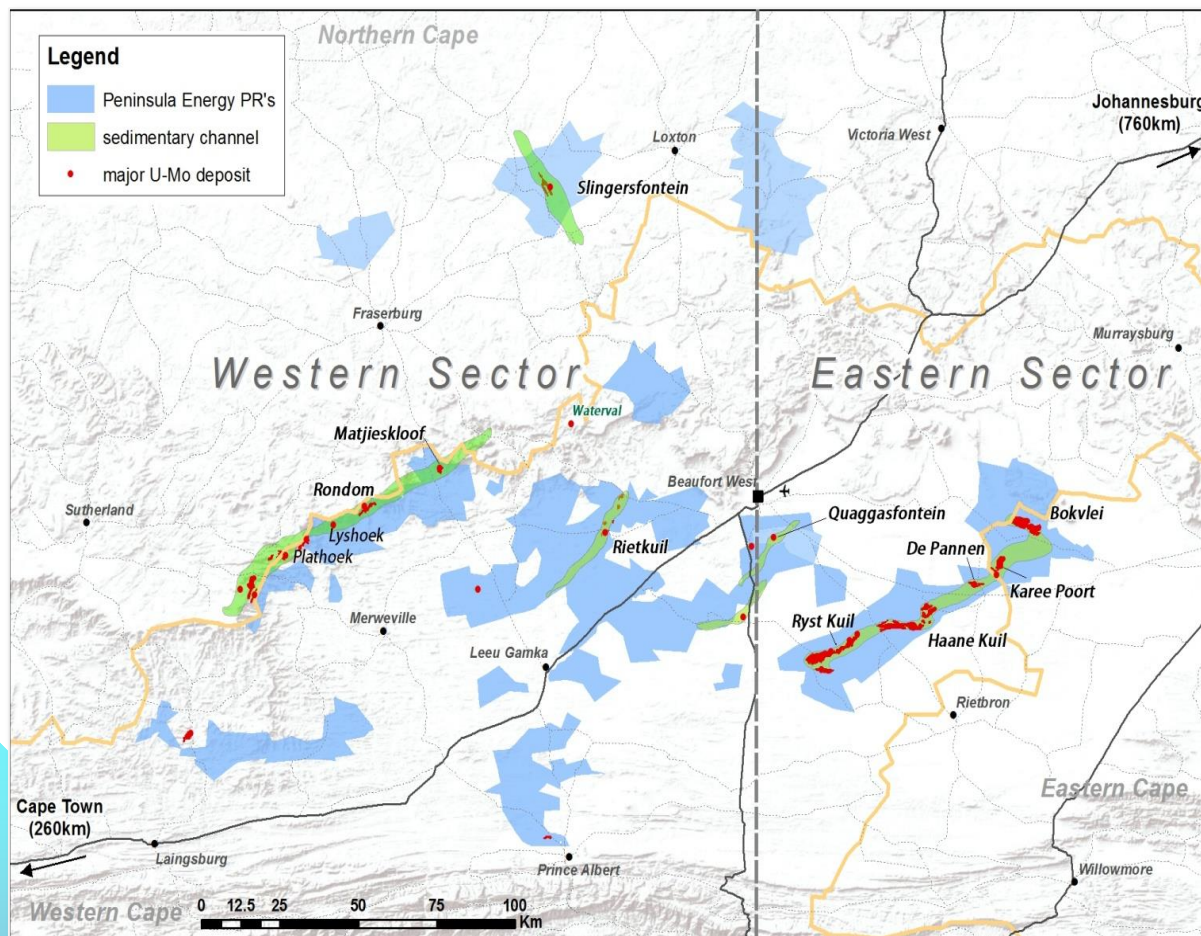 Northern Cape
Legend
Peninsula Energy PR's
sedimentary channel
major U-Mo deposit
Johannesburg
(760km)
Loxton
Victoria West
Slingersfontein
Fraserburg
Murraysburg
Western Sector
Eastern Sector
Waterval
Matjieskloof
Beaufort West
Rondom
Sutherland
Lyshoek
Plathoek
Rietkuil
Quaggasfontein
Bokvlei
De Pannen
Karee Poort
Merweville
Ryst Kuil
Haane Kuil
Leeu Gamka
Rietbron
Eastern Cape
Cape Town
(260km)
Laingsburg
Prince Albert
Willowmore
Western Cape
0 12.5 25 50 75 100
Km